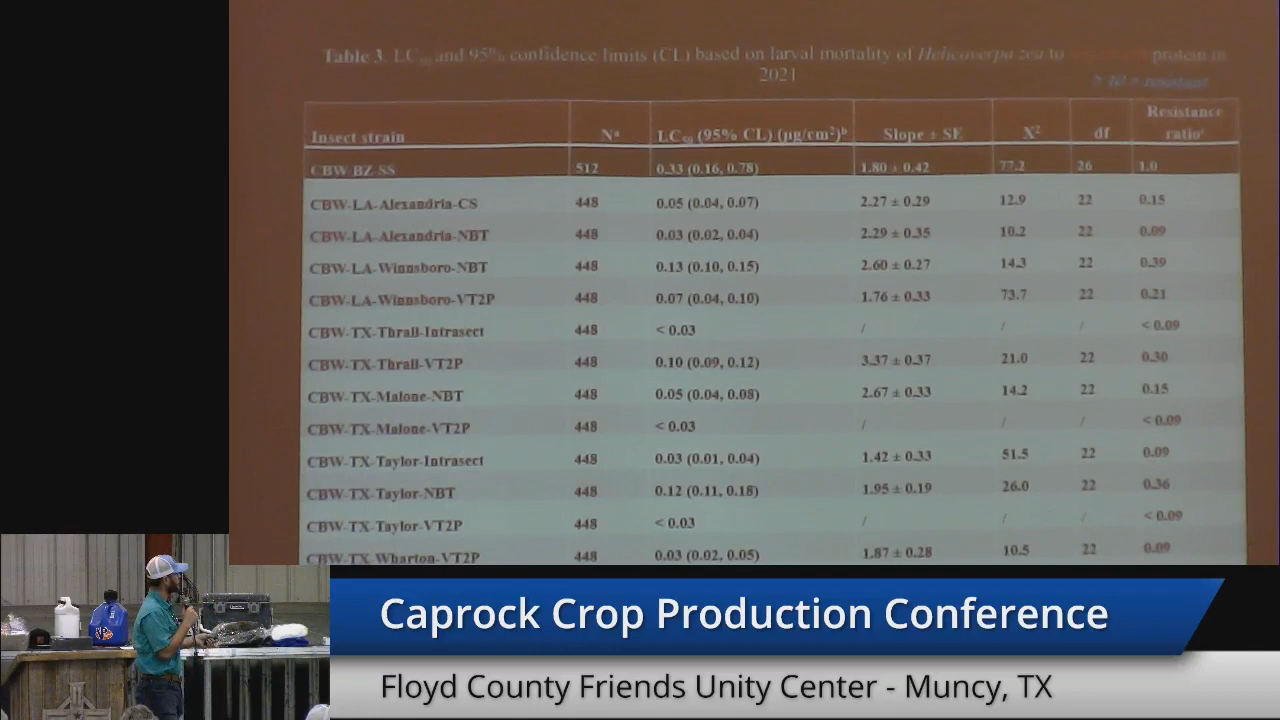 Table 3. LC50 and 95% confidence limits (CL) based on larval mortality of Helicoverpa zea to protein in
2021
≥ 10 = resistant
Insect strain Nᵃ LC50 (95% CL) (µg/cm²)ᵇ Slope ± SE X² df Resistance ratioᶜ
CBW-BZ-SS 512 0.33 (0.16, 0.78) 1.80 ± 0.42 77.2 26 1.0
CBW-LA-Alexandria-CS 448 0.05 (0.04, 0.07) 2.27 ± 0.29 12.9 22 0.15
CBW-LA-Alexandria-NBT 448 0.03 (0.02, 0.04) 2.29 ± 0.35 10.2 22 0.09
CBW-LA-Winnsboro-NBT 448 0.13 (0.10, 0.15) 2.60 ± 0.27 14.3 22 0.39
CBW-LA-Winnsboro-VT2P 448 0.07 (0.04, 0.10) 1.76 ± 0.33 73.7 22 0.21
CBW-TX-Thrall-Intrasect 448 < 0.03 / / / < 0.09
CBW-TX-Thrall-VT2P 448 0.10 (0.09, 0.12) 3.37 ± 0.37 21.0 22 0.30
CBW-TX-Malone-NBT 448 0.05 (0.04, 0.08) 2.67 ± 0.33 14.2 22 0.15
CBW-TX-Malone-VT2P 448 < 0.03 / / / < 0.09
CBW-TX-Taylor-Intrasect 448 0.03 (0.01, 0.04) 1.42 ± 0.33 51.5 22 0.09
CBW-TX-Taylor-NBT 448 0.12 (0.11, 0.18) 1.95 ± 0.19 26.0 22 0.36
CBW-TX-Taylor-VT2P 448 < 0.03 / / / < 0.09
CBW-TX-Wharton-VT2P 448 0.03 (0.02, 0.05) 1.87 ± 0.28 10.5 22 0.09
Caprock Crop Production Conference
Floyd County Friends Unity Center - Muncy, TX